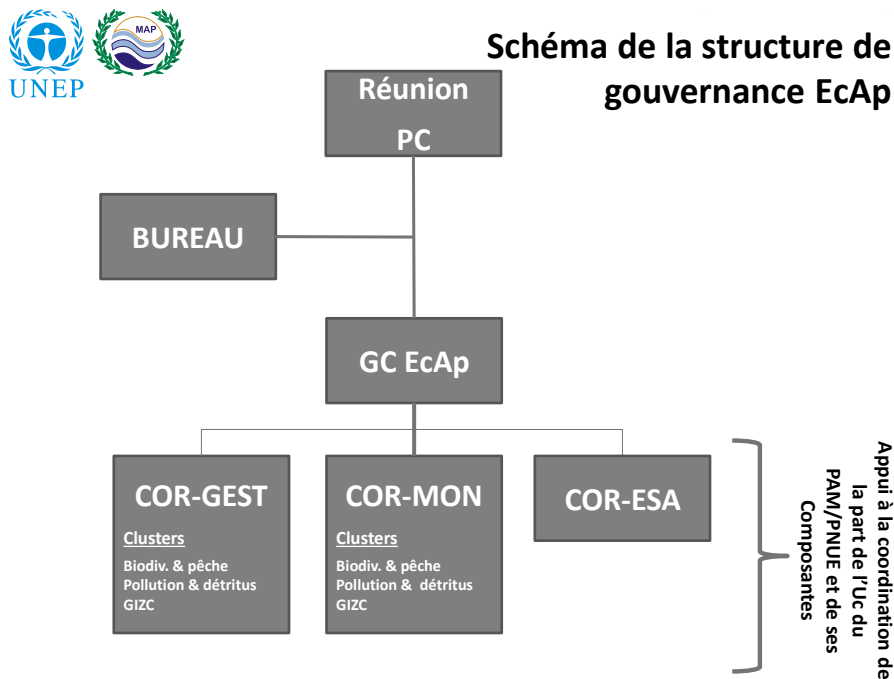 UNEP
MAP
Schéma de la structure de
gouvernance EcAp
Réunion
PC
BUREAU
GC EcAp
COR-GEST
Clusters
Biodiv. & pêche
Pollution & détritus
GIZC
COR-MON
Clusters
Biodiv. & pêche
Pollution & détritus
GIZC
COR-ESA
Appui à la coordination de
la part de l’Uc du
PAM/PNUE et de ses
Composantes